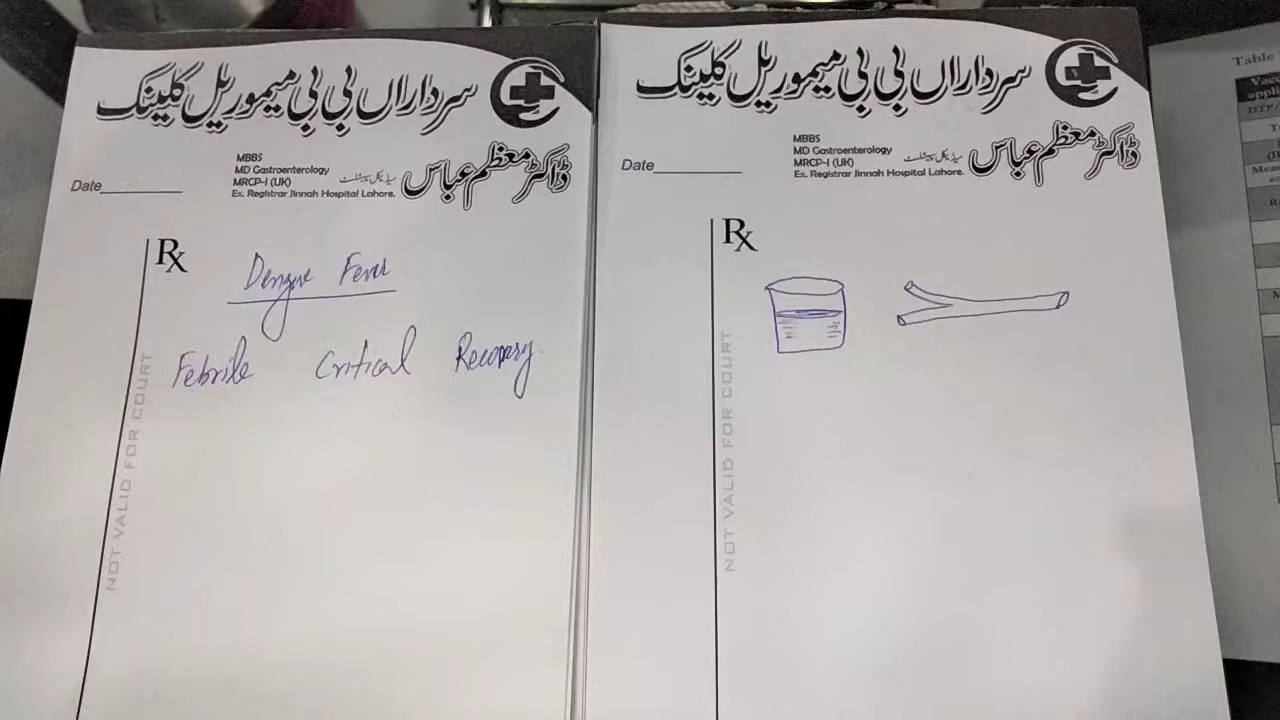 سرداراں بی بی میموریل کلینک
ڈاکٹر معظم عباس
میڈیکل سپیشلسٹ
MBBS
MD Gastroenterology
MRCP-I (UK)
Ex. Registrar Jinnah Hospital Lahore.
Date
Rx
Dengue Fever
Febrile Critical Recovery
NOT VALID FOR COURT
سرداراں بی بی میموریل کلینک
ڈاکٹر معظم عباس
میڈیکل سپیشلسٹ
MBBS
MD Gastroenterology
MRCP-I (UK)
Ex. Registrar Jinnah Hospital Lahore.
Date
Rx
NOT VALID FOR COURT
Table